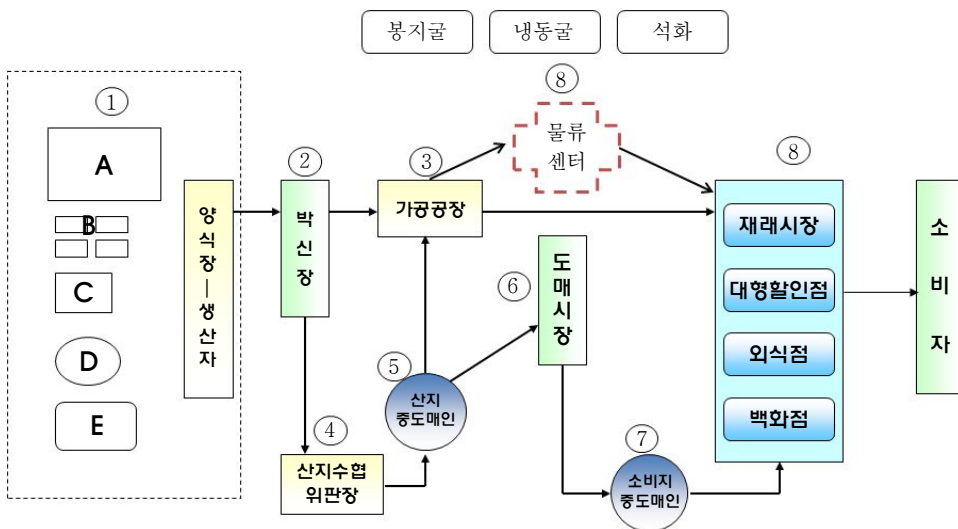 봉지굴
냉동굴
석화
①
A
B
C
D
E
양식장ㅡ생산자
②
박신장
③
가공공장
⑧
물류
센터
④
산지수협
위판장
⑤
산지
중도매인
⑥
도매시장
⑦
소비지
중도매인
⑧
재래시장
대형할인점
외식점
백화점
소비자